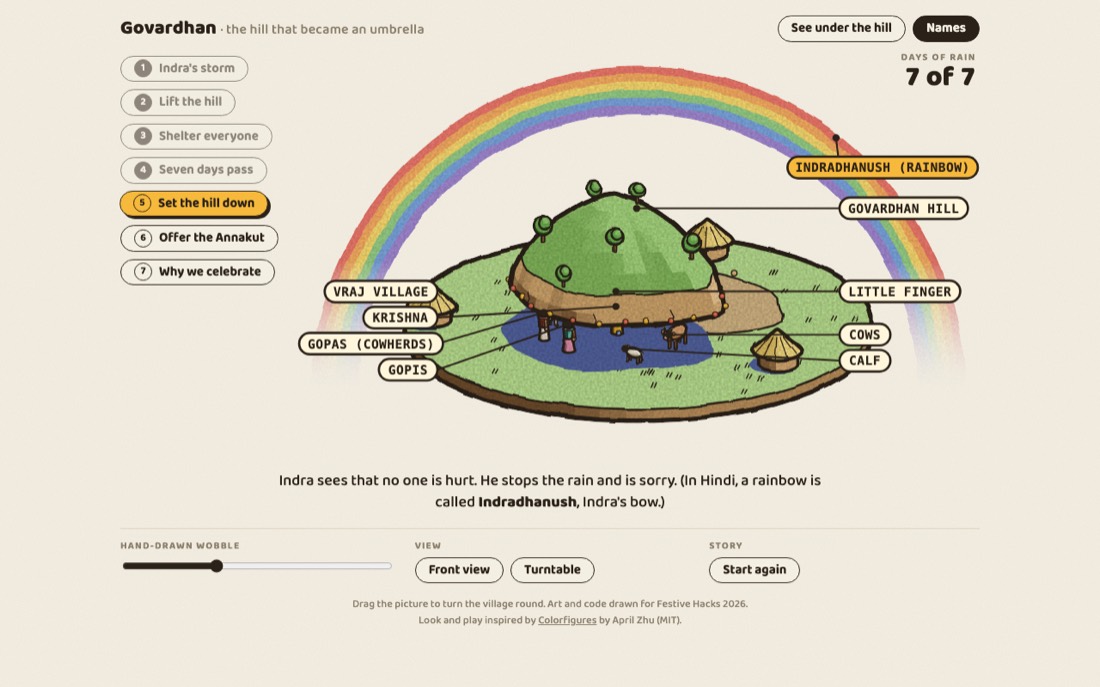 Govardhan · the hill that became an umbrella
See under the hill
Names
DAYS OF RAIN
7 of 7
1 Indra's storm
2 Lift the hill
3 Shelter everyone
4 Seven days pass
5 Set the hill down
6 Offer the Annakut
7 Why we celebrate
INDRADHANUSH (RAINBOW)
GOVARDHAN HILL
VRAJ VILLAGE
LITTLE FINGER
KRISHNA
GOPAS (COWHERDS)
COWS
CALF
GOPIS
Indra sees that no one is hurt. He stops the rain and is sorry. (In Hindi, a rainbow is
called Indradhanush, Indra's bow.)
HAND-DRAWN WOBBLE
VIEW
STORY
Front view
Turntable
Start again
Drag the picture to turn the village round. Art and code drawn for Festive Hacks 2026.
Look and play inspired by Colorfigures by April Zhu (MIT).